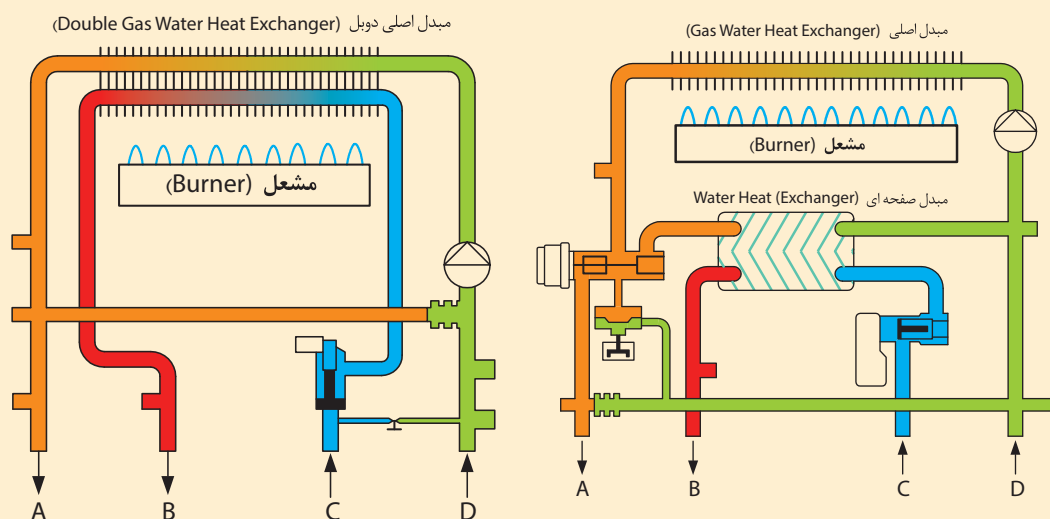 مبدل اصلی دوبل (Double Gas Water Heat Exchanger)
مشعل (Burner)
A B C D
مبدل اصلی (Gas Water Heat Exchanger)
مشعل (Burner)
مبدل صفحه ای Water Heat (Exchanger)
A B C D